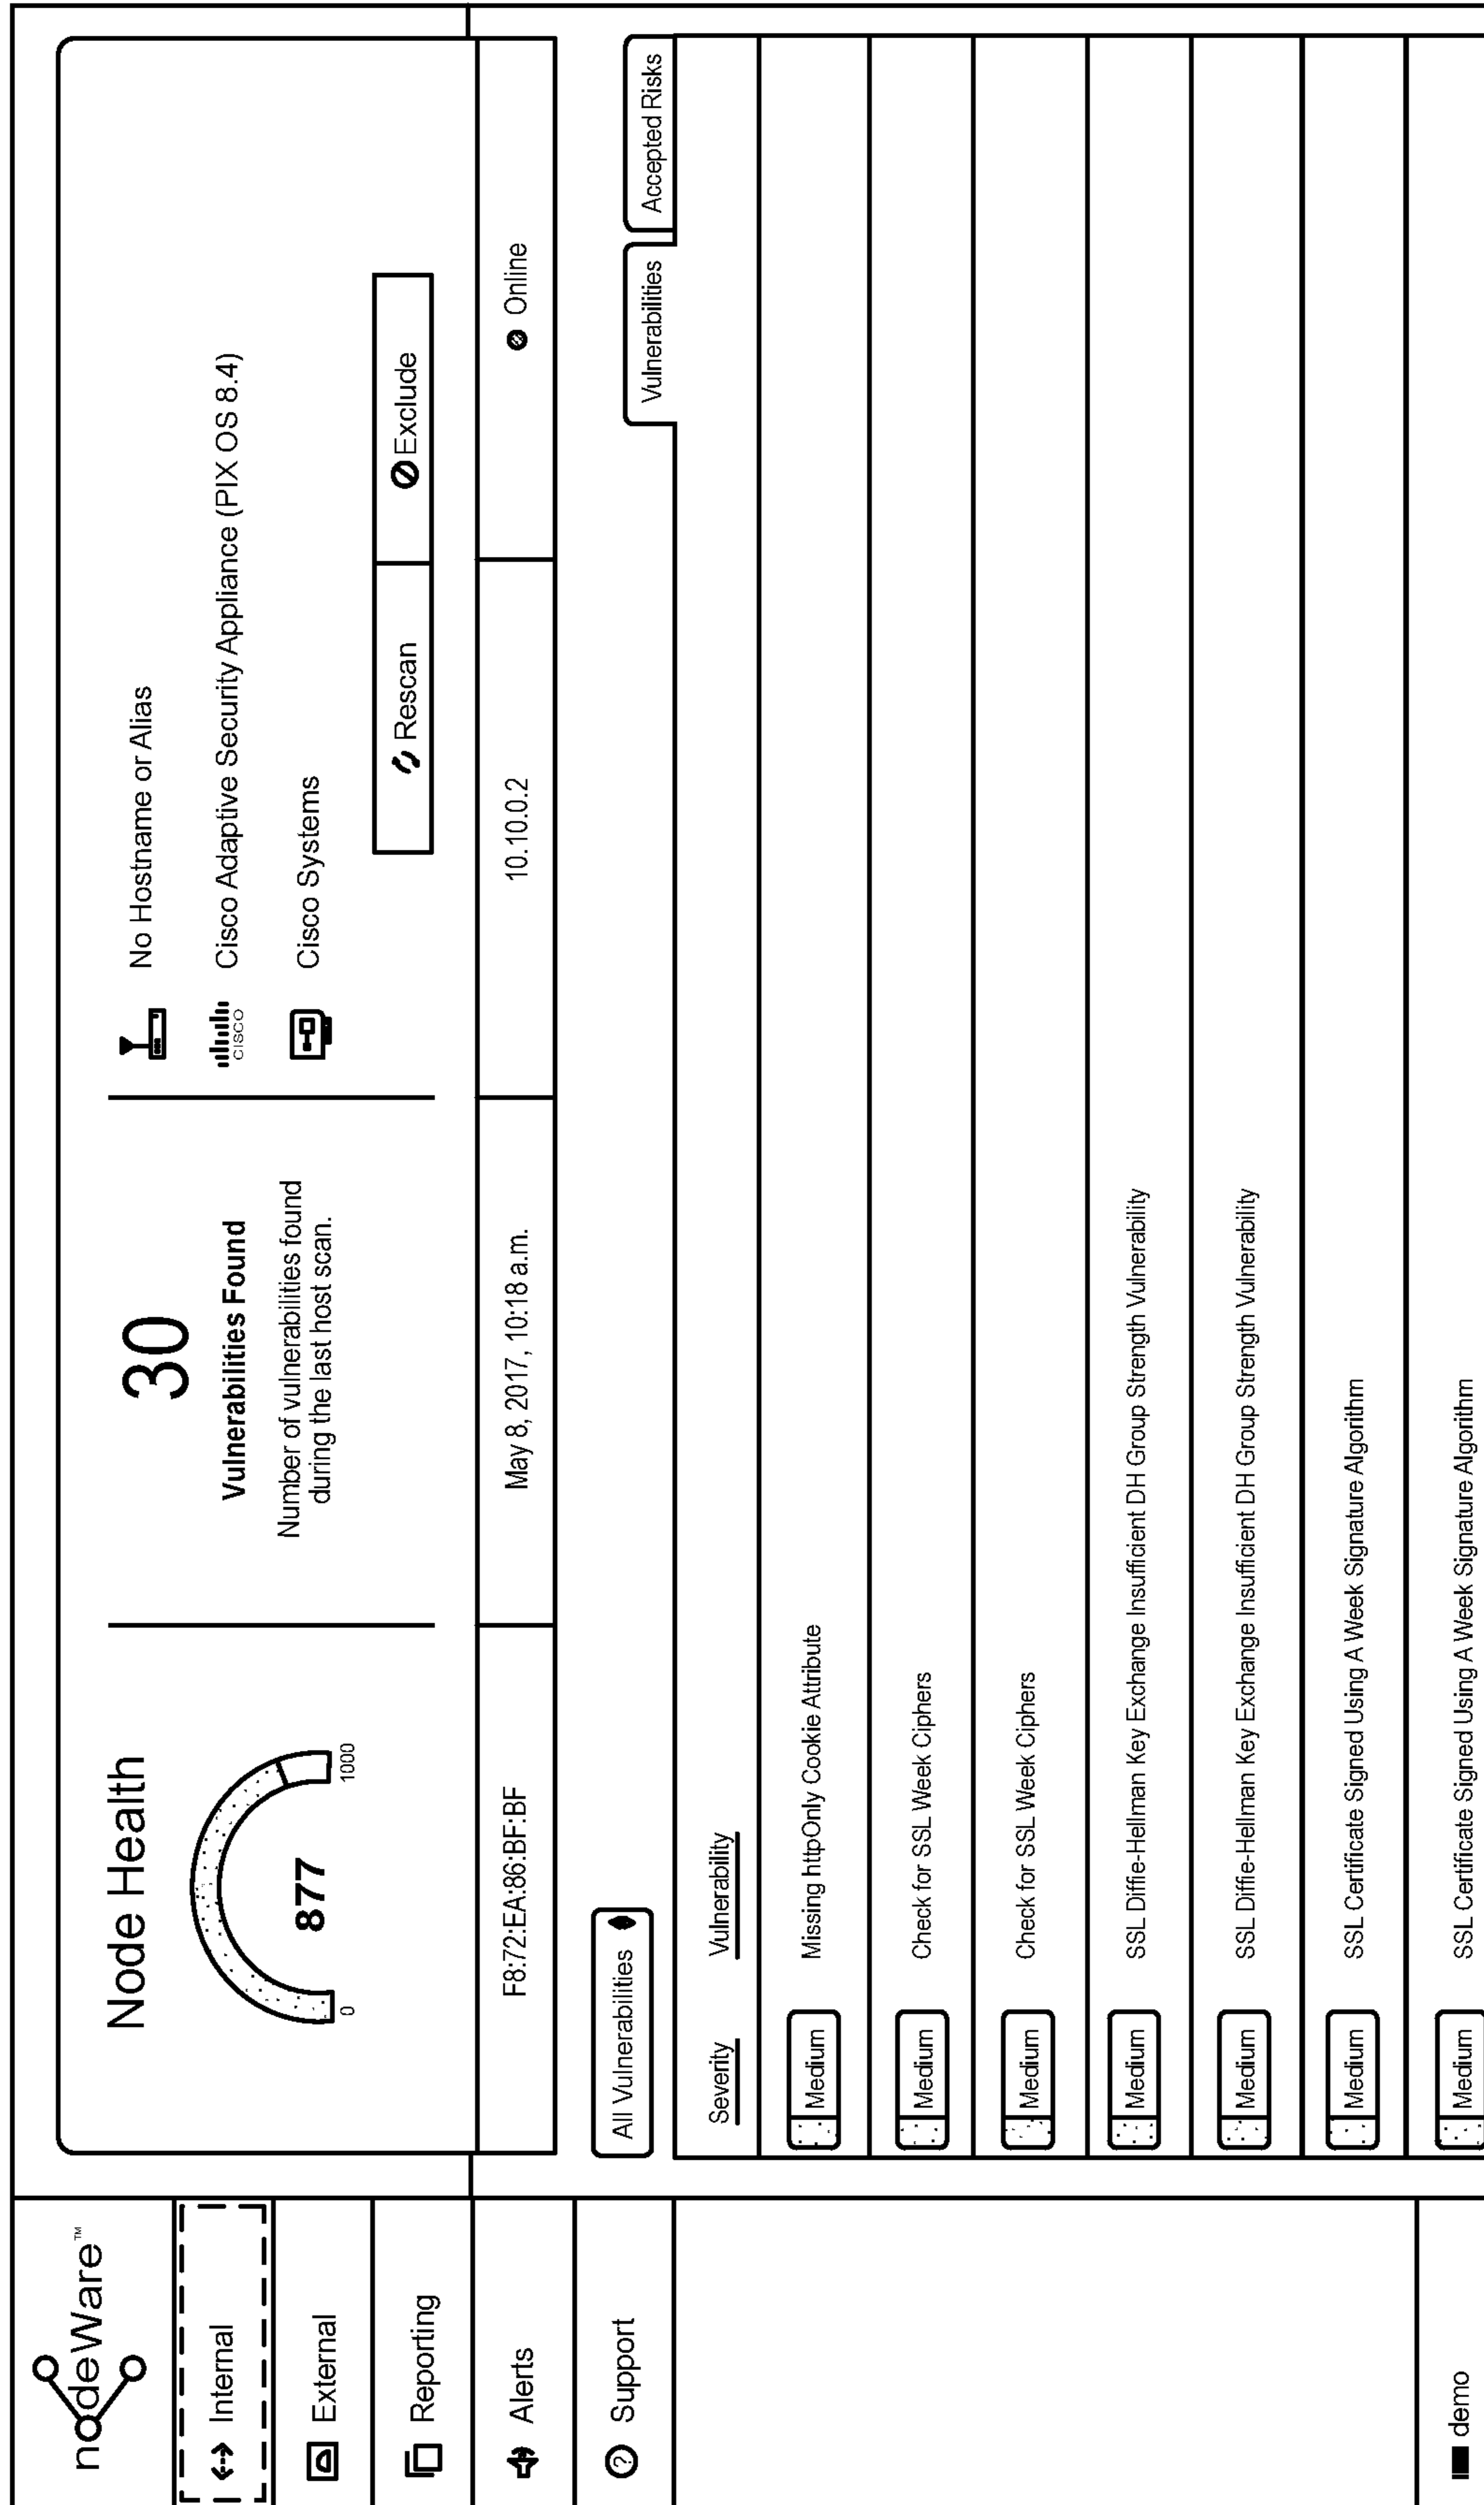 nodeWare™
Internal
External
Reporting
Alerts
Support
demo
Node Health
877
0
1000
30
Vulnerabilities Found
Number of vulnerabilities found
during the last host scan.
No Hostname or Alias
CISCO
Cisco Adaptive Security Appliance (PIX OS 8.4)
Cisco Systems
Rescan
Exclude
F8:72:EA:86:BF:BF
May 8, 2017, 10:18 a.m.
10.10.0.2
Online
All Vulnerabilities
Vulnerabilities
Accepted Risks
Severity Vulnerability
Medium Missing httpOnly Cookie Attribute
Medium Check for SSL Week Ciphers
Medium Check for SSL Week Ciphers
Medium SSL Diffie-Hellman Key Exchange Insufficient DH Group Strength Vulnerability
Medium SSL Diffie-Hellman Key Exchange Insufficient DH Group Strength Vulnerability
Medium SSL Certificate Signed Using A Week Signature Algorithm
Medium SSL Certificate Signed Using A Week Signature Algorithm